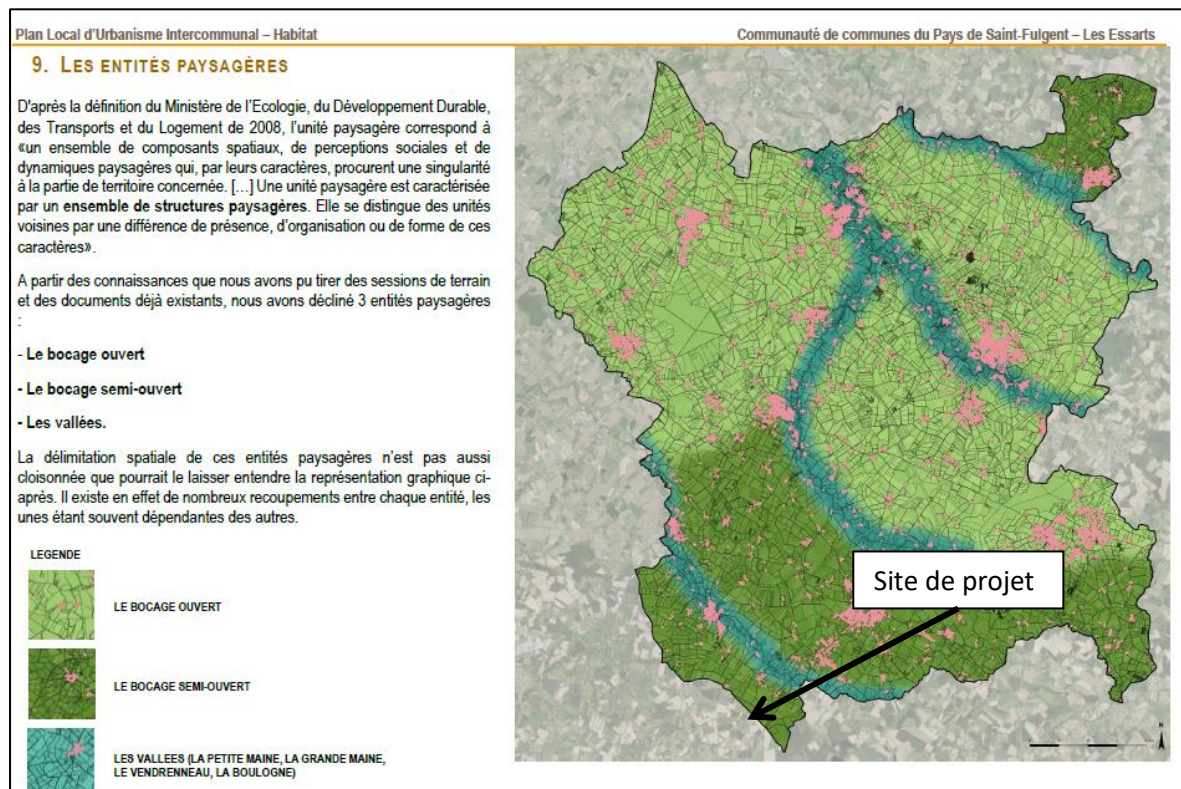 Plan Local d'Urbanisme Intercommunal – Habitat
Communauté de communes du Pays de Saint-Fulgent – Les Essarts
9. LES ENTITÉS PAYSAGÈRES
D'après la définition du Ministère de l'Ecologie, du Développement Durable,
des Transports et du Logement de 2008, l'unité paysagère correspond à
«un ensemble de composants spatiaux, de perceptions sociales et de
dynamiques paysagères qui, par leurs caractères, procurent une singularité
à la partie de territoire concernée. [...] Une unité paysagère est caractérisée
par un ensemble de structures paysagères. Elle se distingue des unités
voisines par une différence de présence, d'organisation ou de forme de ces
caractères».
A partir des connaissances que nous avons pu tirer des sessions de terrain
et des documents déjà existants, nous avons décliné 3 entités paysagères
:
- Le bocage ouvert
- Le bocage semi-ouvert
- Les vallées.
La délimitation spatiale de ces entités paysagères n'est pas aussi
cloisonnée que pourrait le laisser entendre la représentation graphique ci-
après. Il existe en effet de nombreux recoupements entre chaque entité, les
unes étant souvent dépendantes des autres.
LEGENDE
LE BOCAGE OUVERT
LE BOCAGE SEMI-OUVERT
LES VALLEES (LA PETITE MAINE, LA GRANDE MAINE,
LE VENDRENNEAU, LA BOULOGNE)
Site de projet